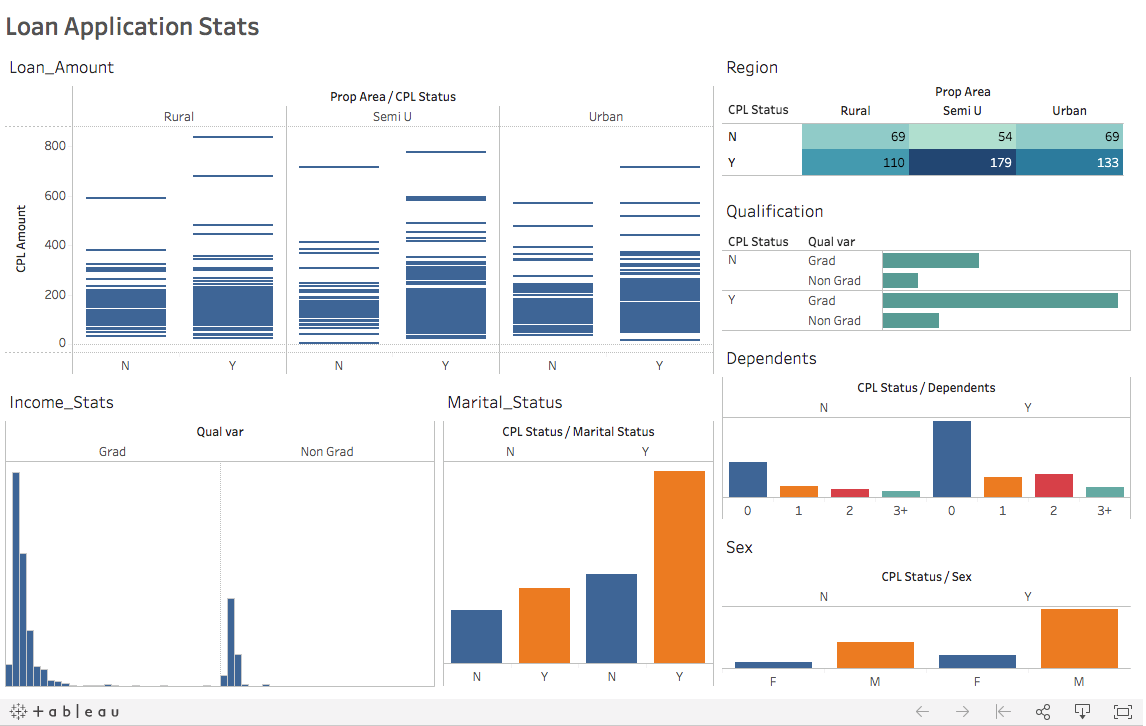 Loan Application Stats
Loan_Amount
Prop Area / CPL Status
Rural Semi U Urban
CPL Amount
800
600
400
200
0
N Y N Y N Y
Region
Prop Area
CPL Status Rural Semi U Urban
N 69 54 69
Y 110 179 133
Qualification
CPL Status Qual var
N Grad
Non Grad
Y Grad
Non Grad
Dependents
CPL Status / Dependents
N Y
0 1 2 3+ 0 1 2 3+
Income_Stats
Qual var
Grad Non Grad
Marital_Status
CPL Status / Marital Status
N Y
N Y N Y
Sex
CPL Status / Sex
N Y
F M F M
+ a b l e a u